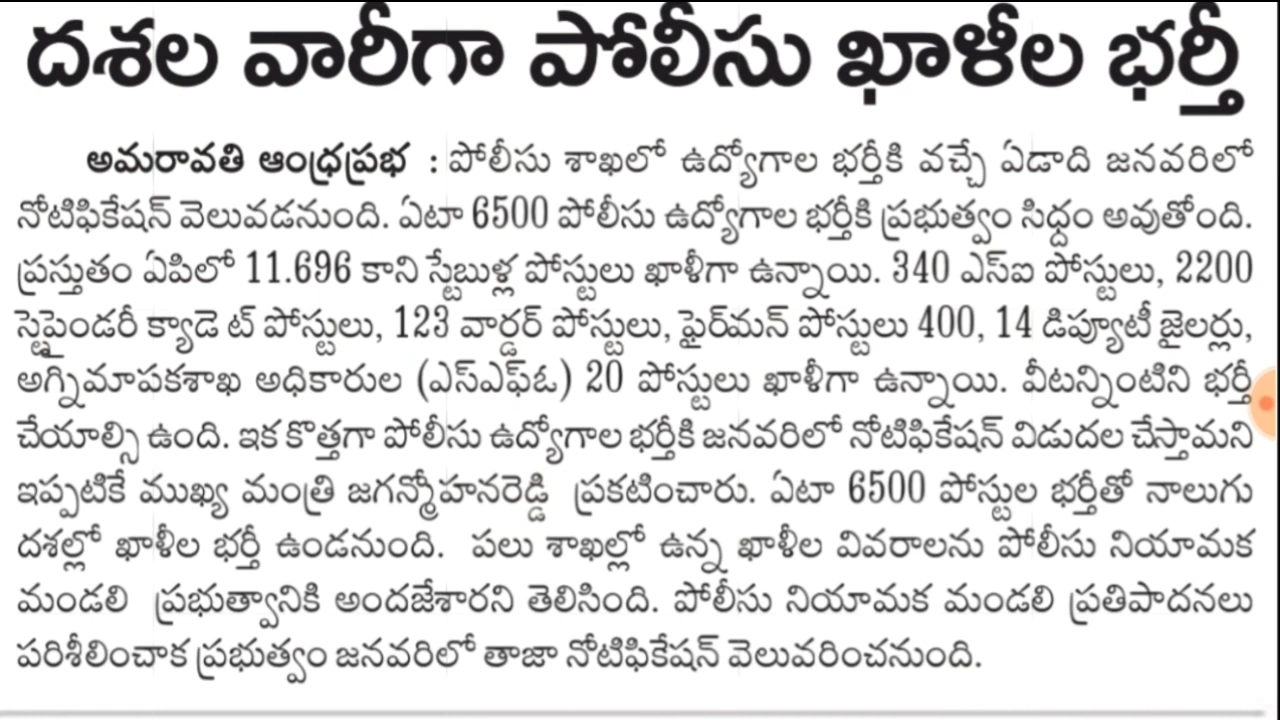 దశల వారీగా పోలీసు ఖాళీల భర్తీ
అమరావతి ఆంధ్రప్రభ : పోలీసు శాఖలో ఉద్యోగాల భర్తీకి వచ్చే ఏడాది జనవరిలో
నోటిఫికేషన్ వెలువడనుంది. ఏటా 6500 పోలీసు ఉద్యోగాల భర్తీకి ప్రభుత్వం సిద్ధం అవుతోంది.
ప్రస్తుతం ఏపిలో 11.696 కాని స్టేబుళ్ల పోస్టులు ఖాళీగా ఉన్నాయి. 340 ఎస్ఐ పోస్టులు, 2200
స్టైపెండరీ క్యాడె ట్ పోస్టులు, 123 వార్డర్ పోస్టులు, ఫైర్‌మన్ పోస్టులు 400, 14 డిప్యూటీ జైలర్లు,
అగ్నిమాపకశాఖ అధికారుల (ఎస్ఎఫ్ఓ) 20 పోస్టులు ఖాళీగా ఉన్నాయి. వీటన్నింటిని భర్తీ
చేయాల్సి ఉంది. ఇక కొత్తగా పోలీసు ఉద్యోగాల భర్తీకి జనవరిలో నోటిఫికేషన్ విడుదల చేస్తామని
ఇప్పటికే ముఖ్య మంత్రి జగన్మోహనరెడ్డి ప్రకటించారు. ఏటా 6500 పోస్టుల భర్తీతో నాలుగు
దశల్లో ఖాళీల భర్తీ ఉండనుంది. పలు శాఖల్లో ఉన్న ఖాళీల వివరాలను పోలీసు నియామక
మండలి ప్రభుత్వానికి అందజేశారని తెలిసింది. పోలీసు నియామక మండలి ప్రతిపాదనలు
పరిశీలించాక ప్రభుత్వం జనవరిలో తాజా నోటిఫికేషన్ వెలువరించనుంది.